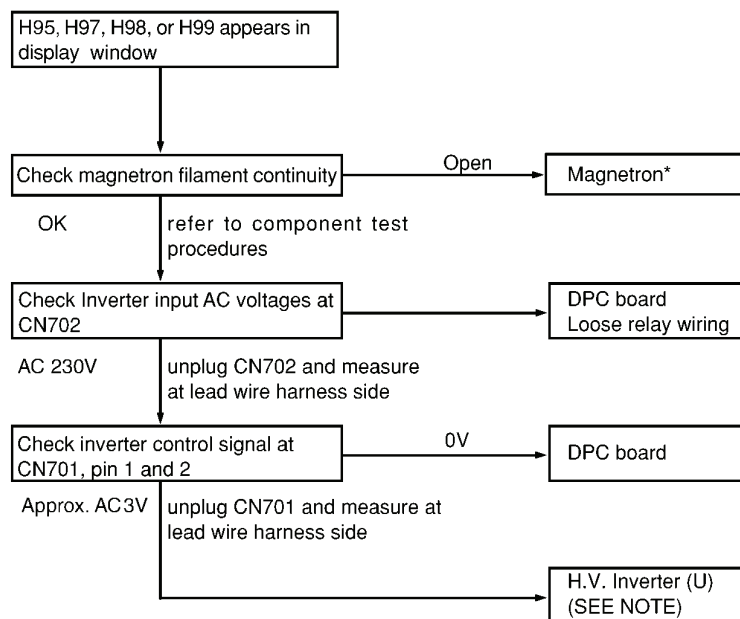 H95, H97, H98, or H99 appears in
display window
Check magnetron filament continuity
Open
Magnetron*
OK
refer to component test
procedures
Check Inverter input AC voltages at
CN702
DPC board
Loose relay wiring
AC 230V
unplug CN702 and measure
at lead wire harness side
Check inverter control signal at
CN701, pin 1 and 2
0V
DPC board
Approx. AC3V
unplug CN701 and measure at
lead wire harness side
H.V. Inverter (U)
(SEE NOTE)